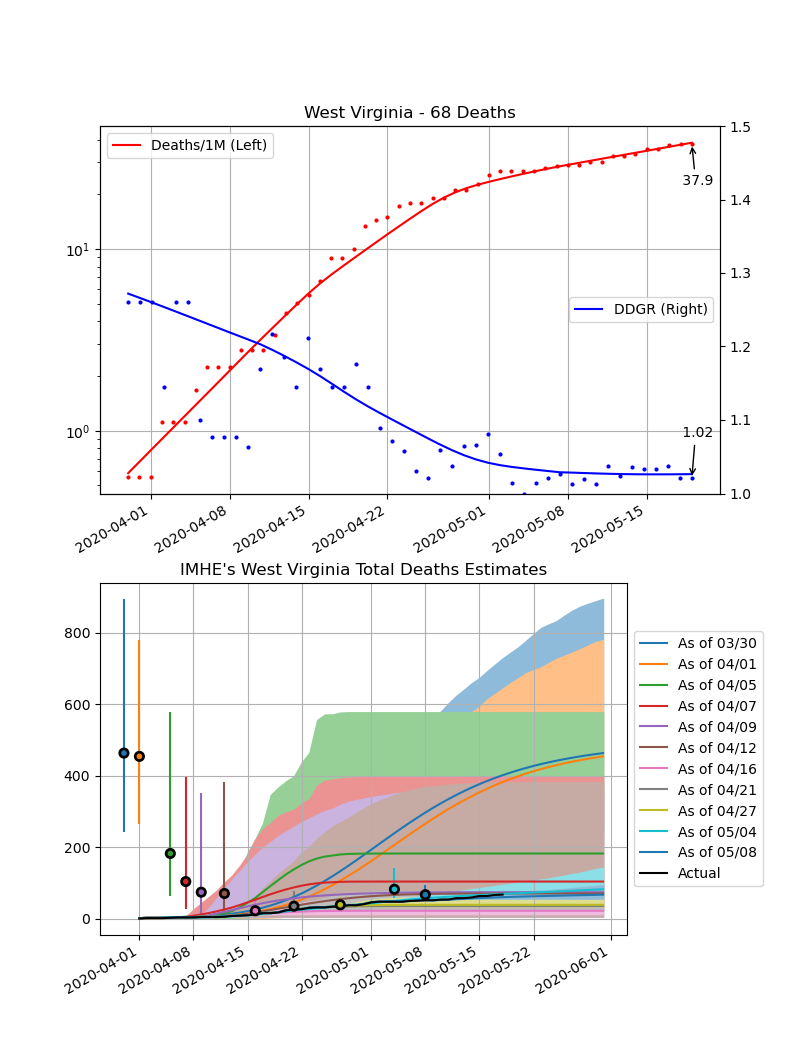 West Virginia - 68 Deaths
Deaths/1M (Left)
DDGR (Right)
37.9
1.02
10^1
10^0
1.5
1.4
1.3
1.2
1.1
1.0
2020-04-01
2020-04-08
2020-04-15
2020-04-22
2020-05-01
2020-05-08
2020-05-15
IMHE's West Virginia Total Deaths Estimates
800
600
400
200
0
2020-04-01
2020-04-08
2020-04-15
2020-04-22
2020-05-01
2020-05-08
2020-05-15
2020-05-22
2020-06-01
As of 03/30
As of 04/01
As of 04/05
As of 04/07
As of 04/09
As of 04/12
As of 04/16
As of 04/21
As of 04/27
As of 05/04
As of 05/08
Actual